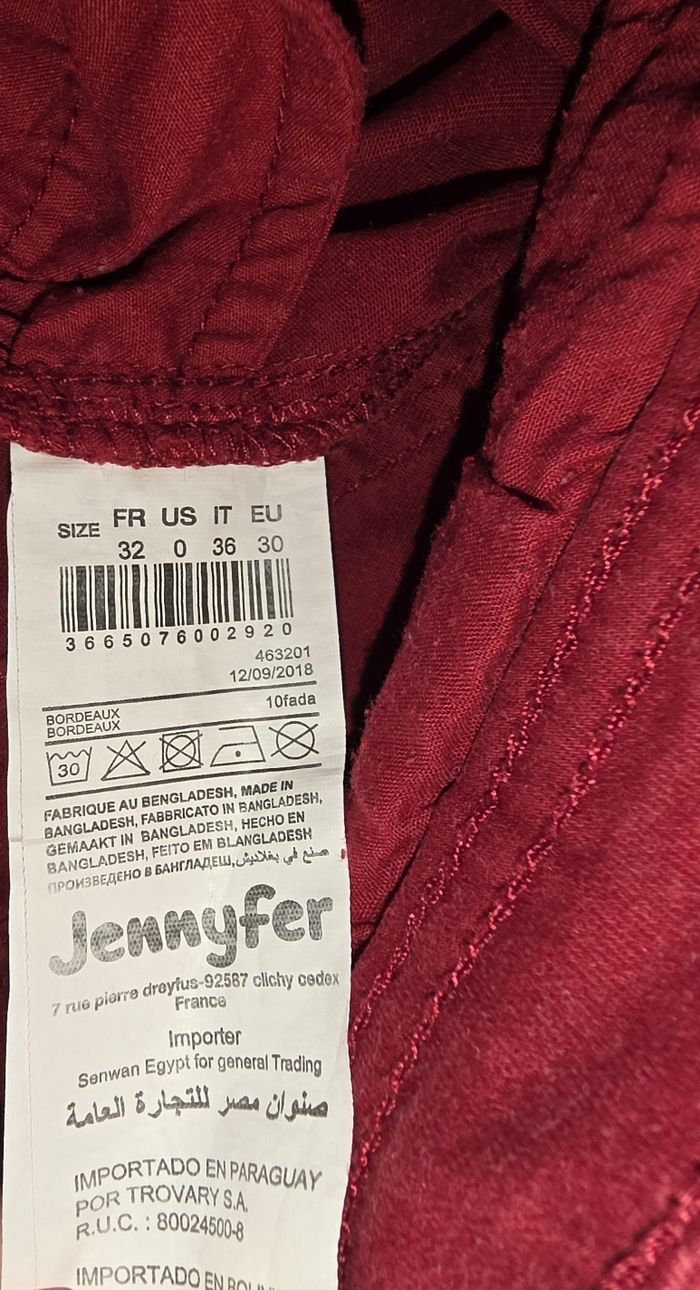 SIZE FR US IT EU
32 0 36 30
3665076002920
463201
12/09/2018
10fada
BORDEAUX
BORDEAUX
30
FABRIQUE AU BENGLADESH, MADE IN
BANGLADESH, FABBRICATO IN BANGLADESH,
GEMAAKT IN BANGLADESH, HECHO EN
BANGLADESH, FEITO EM BLANGLADESH
ПРОИЗВЕДЕНО В БАНГЛАДЕШ, صنع في بغلاديش
Jennyfer
7 rue pierre dreyfus-92587 clichy cedex
France
Importer
Senwan Egypt for general Trading
صنوان مصر للتجارة العامة
IMPORTADO EN PARAGUAY
POR TROVARY S.A.
R.U.C. : 80024500-8
IMPORTADO EN